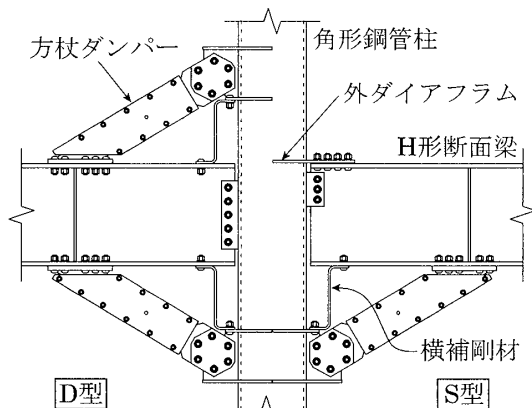 方杖ダンパー
角形鋼管柱
外ダイアフラム
H形断面梁
横補剛材
D型
S型